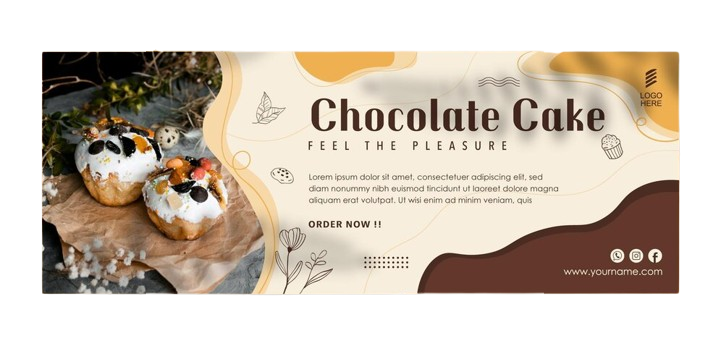 LOGO
HERE
Chocolate Cake
FEEL THE PLEASURE
Lorem ipsum dolor sit amet, consectetuer adipiscing elit, sed
diam nonummy nibh euismod tincidunt ut laoreet dolore magna
aliquam erat volutpat. Ut wisi enim ad minim veniam, quis
ORDER NOW !!
www.yourname.com